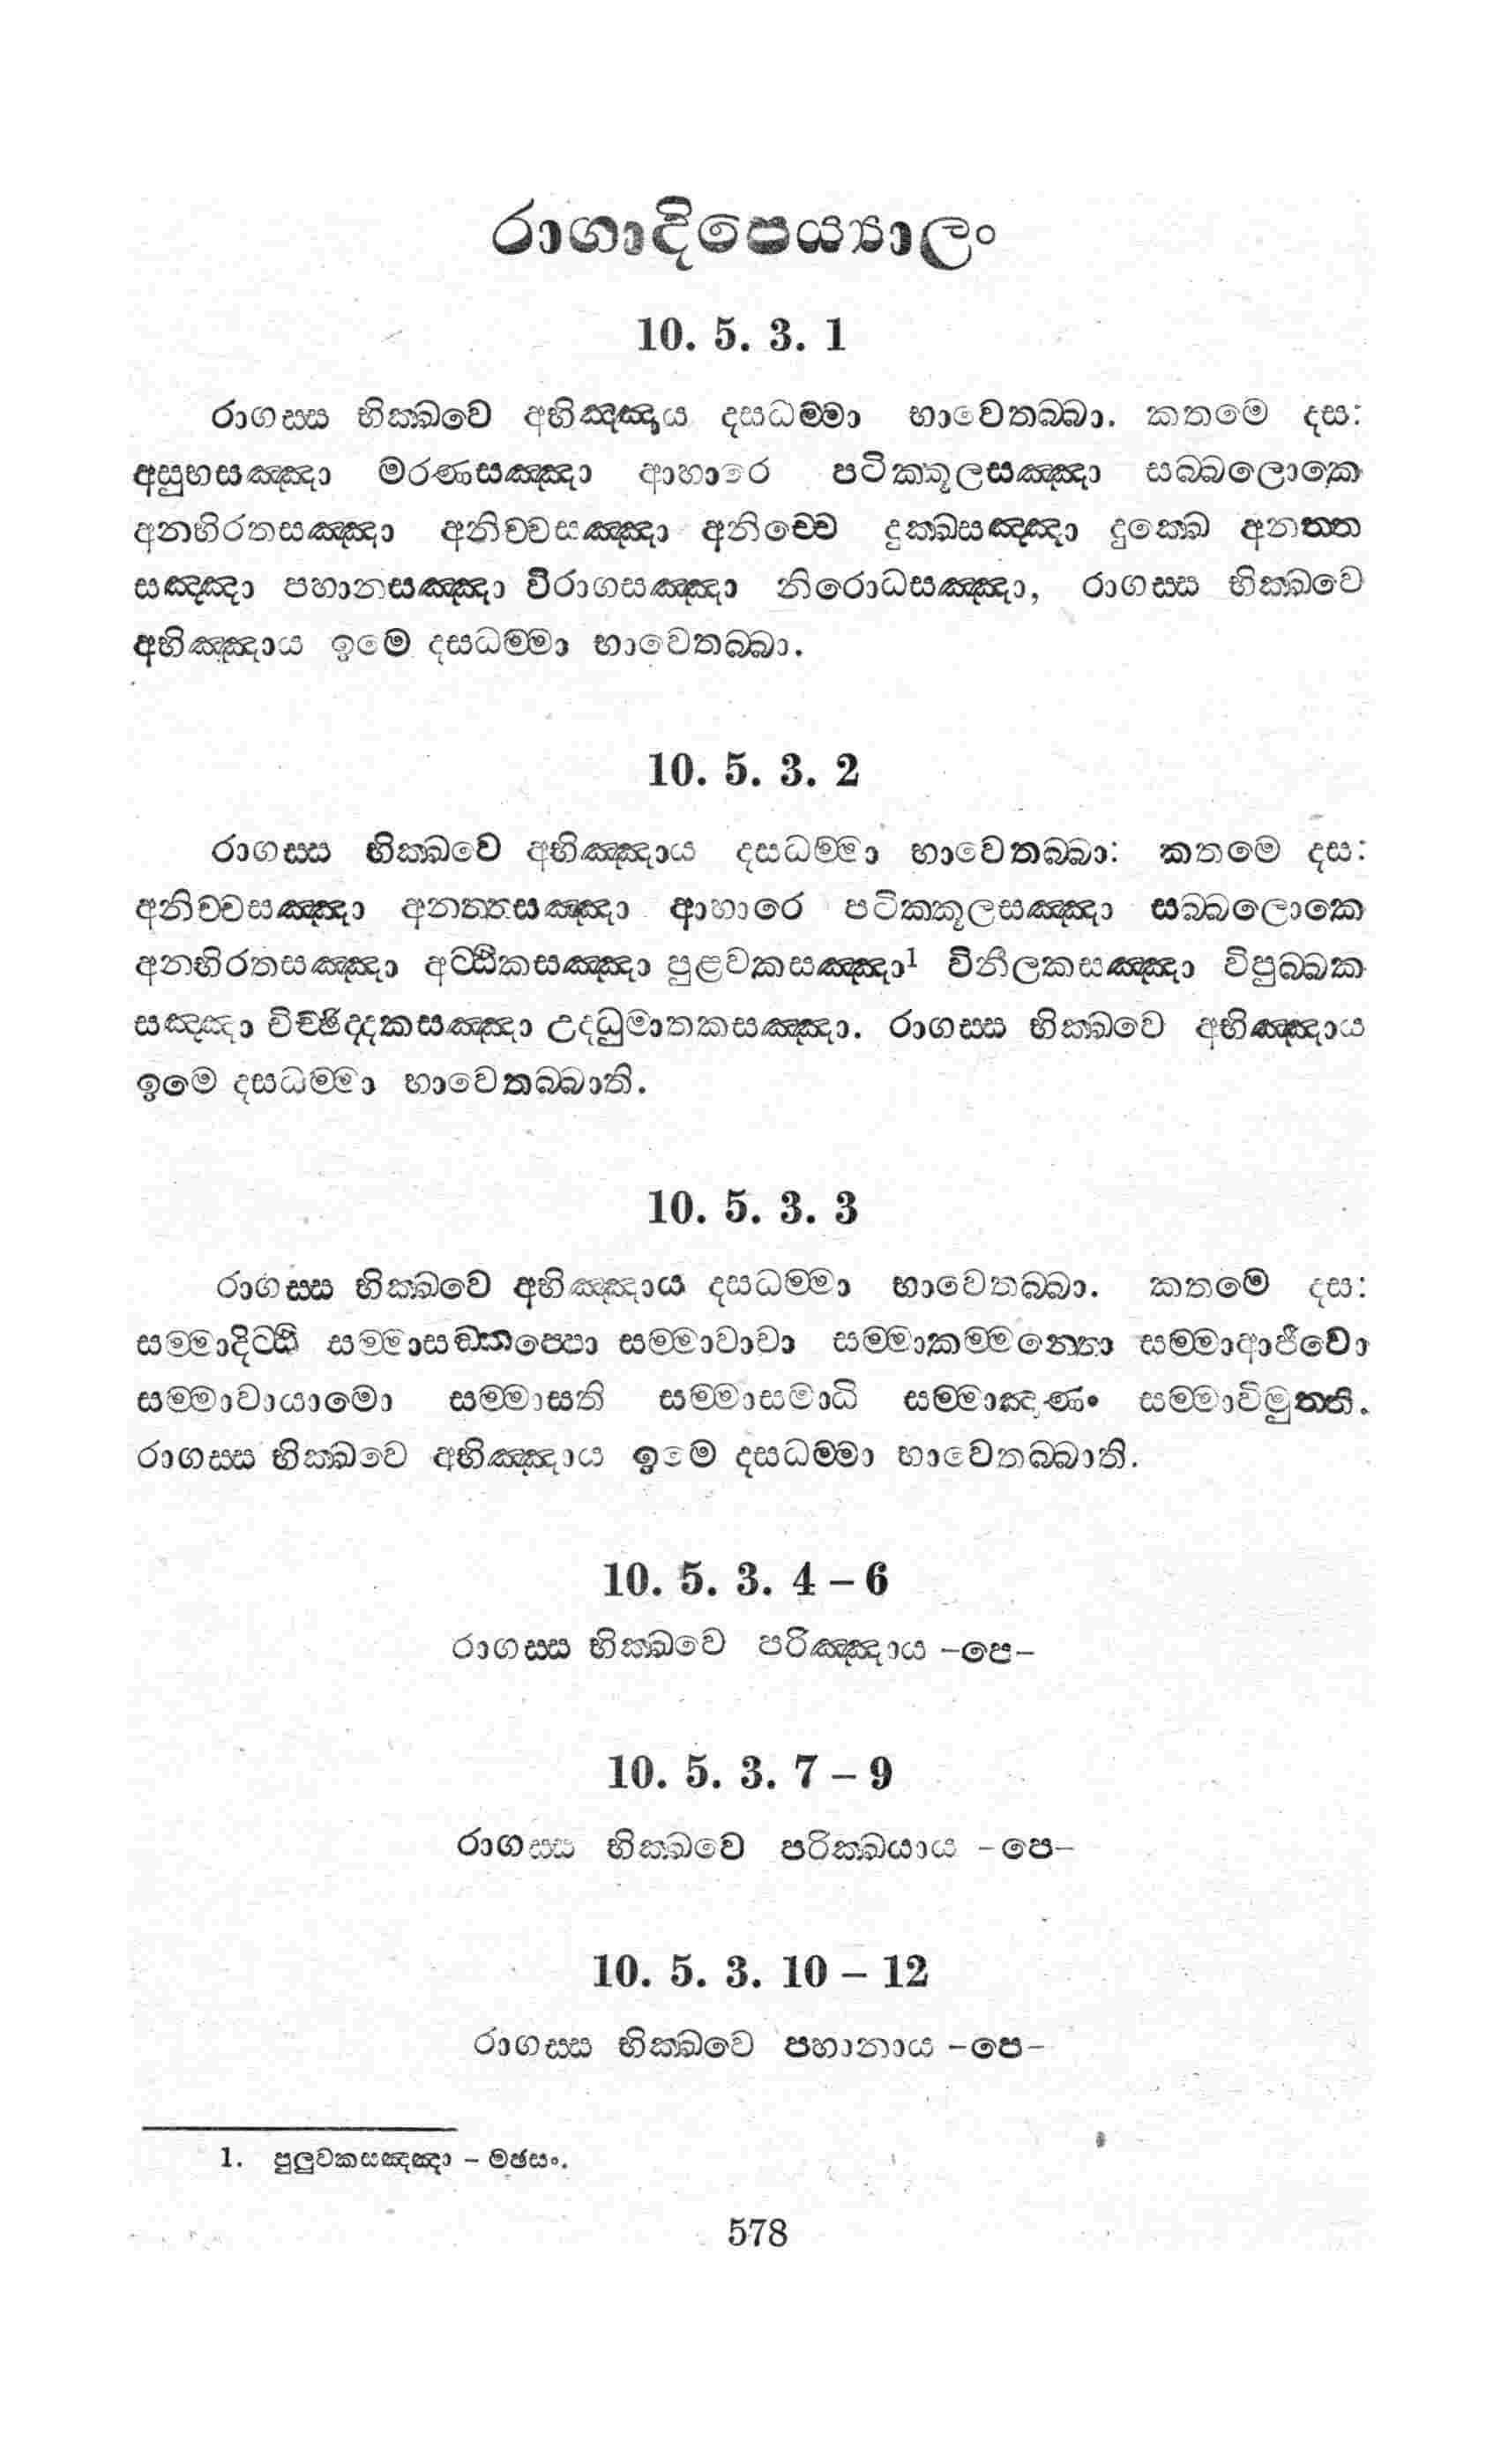 රාගාදිපෙය්‍යාලං
10. 5. 3. 1
රාගස්ස භික්ඛවෙ අභිඤ්ඤාය දසධම්මා භාවෙතබ්බා. කතමෙ දස:
අසුභසඤ්ඤා මරණසඤ්ඤා ආහාරෙ පටික්කූලසඤ්ඤා සබ්බලොකෙ
අනභිරතසඤ්ඤා අනිච්චසඤ්ඤා අනිච්චෙ දුක්ඛසඤ්ඤා දුක්ඛෙ අනත්ත
සඤ්ඤා පහානසඤ්ඤා විරාගසඤ්ඤා නිරොධසඤ්ඤා, රාගස්ස භික්ඛවෙ
අභිඤ්ඤාය ඉමෙ දසධම්මා භාවෙතබ්බා.
10. 5. 3. 2
රාගස්ස භික්ඛවෙ අභිඤ්ඤාය දසධම්මා භාවෙතබ්බා: කතමෙ දස:
අනිච්චසඤ්ඤා අනත්තසඤ්ඤා ආහාරෙ පටික්කූලසඤ්ඤා සබ්බලොකෙ
අනභිරතසඤ්ඤා අට්ඨිකසඤ්ඤා පුළවකසඤ්ඤා1 විනීලකසඤ්ඤා විපුබ්බක
සඤ්ඤා විච්ඡිද්දකසඤ්ඤා උද්ධුමාතකසඤ්ඤා. රාගස්ස භික්ඛවෙ අභිඤ්ඤාය
ඉමෙ දසධම්මා භාවෙතබ්බාති.
10. 5. 3. 3
රාගස්ස භික්ඛවෙ අභිඤ්ඤාය දසධම්මා භාවෙතබ්බා. කතමෙ දස:
සම්මාදිට්ඨි සම්මාසඞ්කප්පො සම්මාවාචා සම්මාකම්මන්තො සම්මාආජීවො
සම්මාවායාමො සම්මාසති සම්මාසමාධි සම්මාඤාණං සම්මාවිමුත්ති.
රාගස්ස භික්ඛවෙ අභිඤ්ඤාය ඉමෙ දසධම්මා භාවෙතබ්බාති.
10. 5. 3. 4 – 6
රාගස්ස භික්ඛවෙ පරිඤ්ඤාය –පෙ–
10. 5. 3. 7 – 9
රාගස්ස භික්ඛවෙ පරික්ඛයාය –පෙ–
10. 5. 3. 10 – 12
රාගස්ස භික්ඛවෙ පහානාය –පෙ–
1. පුලුවකසඤ්ඤා – මඡසං.
578